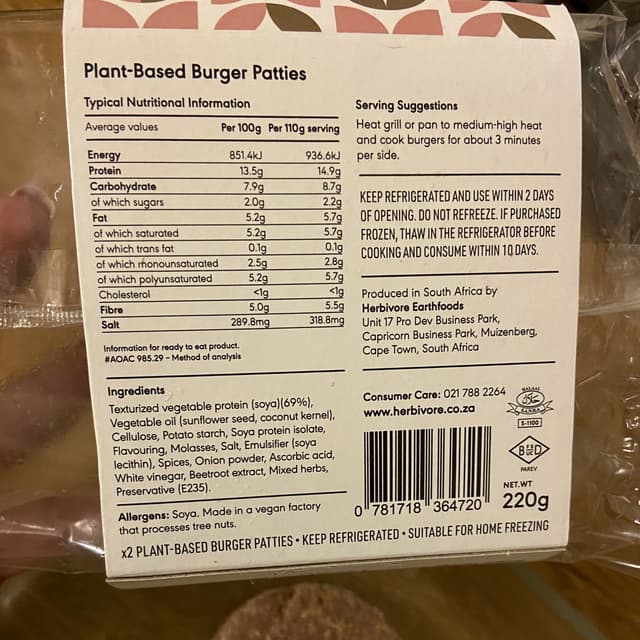 Plant-Based Burger Patties
Typical Nutritional Information
Average values Per 100g Per 110g serving
Energy 851.4kJ 936.6kJ
Protein 13.5g 14.9g
Carbohydrate 7.9g 8.7g
of which sugars 2.0g 2.2g
Fat 5.2g 5.7g
of which saturated 5.2g 5.7g
of which trans fat 0.1g 0.1g
of which monounsaturated 2.5g 2.8g
of which polyunsaturated 5.2g 5.7g
Cholesterol <1g <1g
Fibre 5.0g 5.5g
Salt 289.8mg 318.8mg
Information for ready to eat product.
#AOAC 985.29 - Method of analysis
Ingredients
Texturized vegetable protein (soya)(69%),
Vegetable oil (sunflower seed, coconut kernel),
Cellulose, Potato starch, Soya protein isolate,
Flavouring, Molasses, Salt, Emulsifier (soya
lecithin), Spices, Onion powder, Ascorbic acid,
White vinegar, Beetroot extract, Mixed herbs,
Preservative (E235).
Allergens: Soya. Made in a vegan factory
that processes tree nuts.
Serving Suggestions
Heat grill or pan to medium-high heat
and cook burgers for about 3 minutes
per side.
KEEP REFRIGERATED AND USE WITHIN 2 DAYS
OF OPENING. DO NOT REFREEZE. IF PURCHASED
FROZEN, THAW IN THE REFRIGERATOR BEFORE
COOKING AND CONSUME WITHIN 10 DAYS.
Produced in South Africa by
Herbivore Earthfoods
Unit 17 Pro Dev Business Park,
Capricorn Business Park, Muizenberg,
Cape Town, South Africa
Consumer Care: 021 788 2264
www.herbivore.co.za
S-1100
PAREV
0 781718 364720
NET.WT
220g
x2 PLANT-BASED BURGER PATTIES • KEEP REFRIGERATED • SUITABLE FOR HOME FREEZING